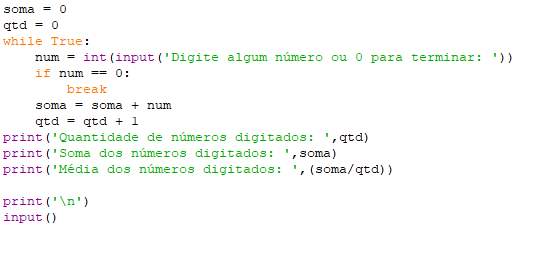 soma = 0
qtd = 0
while True:
    num = int(input('Digite algum número ou 0 para terminar: '))
    if num == 0:
        break
    soma = soma + num
    qtd = qtd + 1
print('Quantidade de números digitados: ',qtd)
print('Soma dos números digitados: ',soma)
print('Média dos números digitados: ',(soma/qtd))

print('\n')
input()